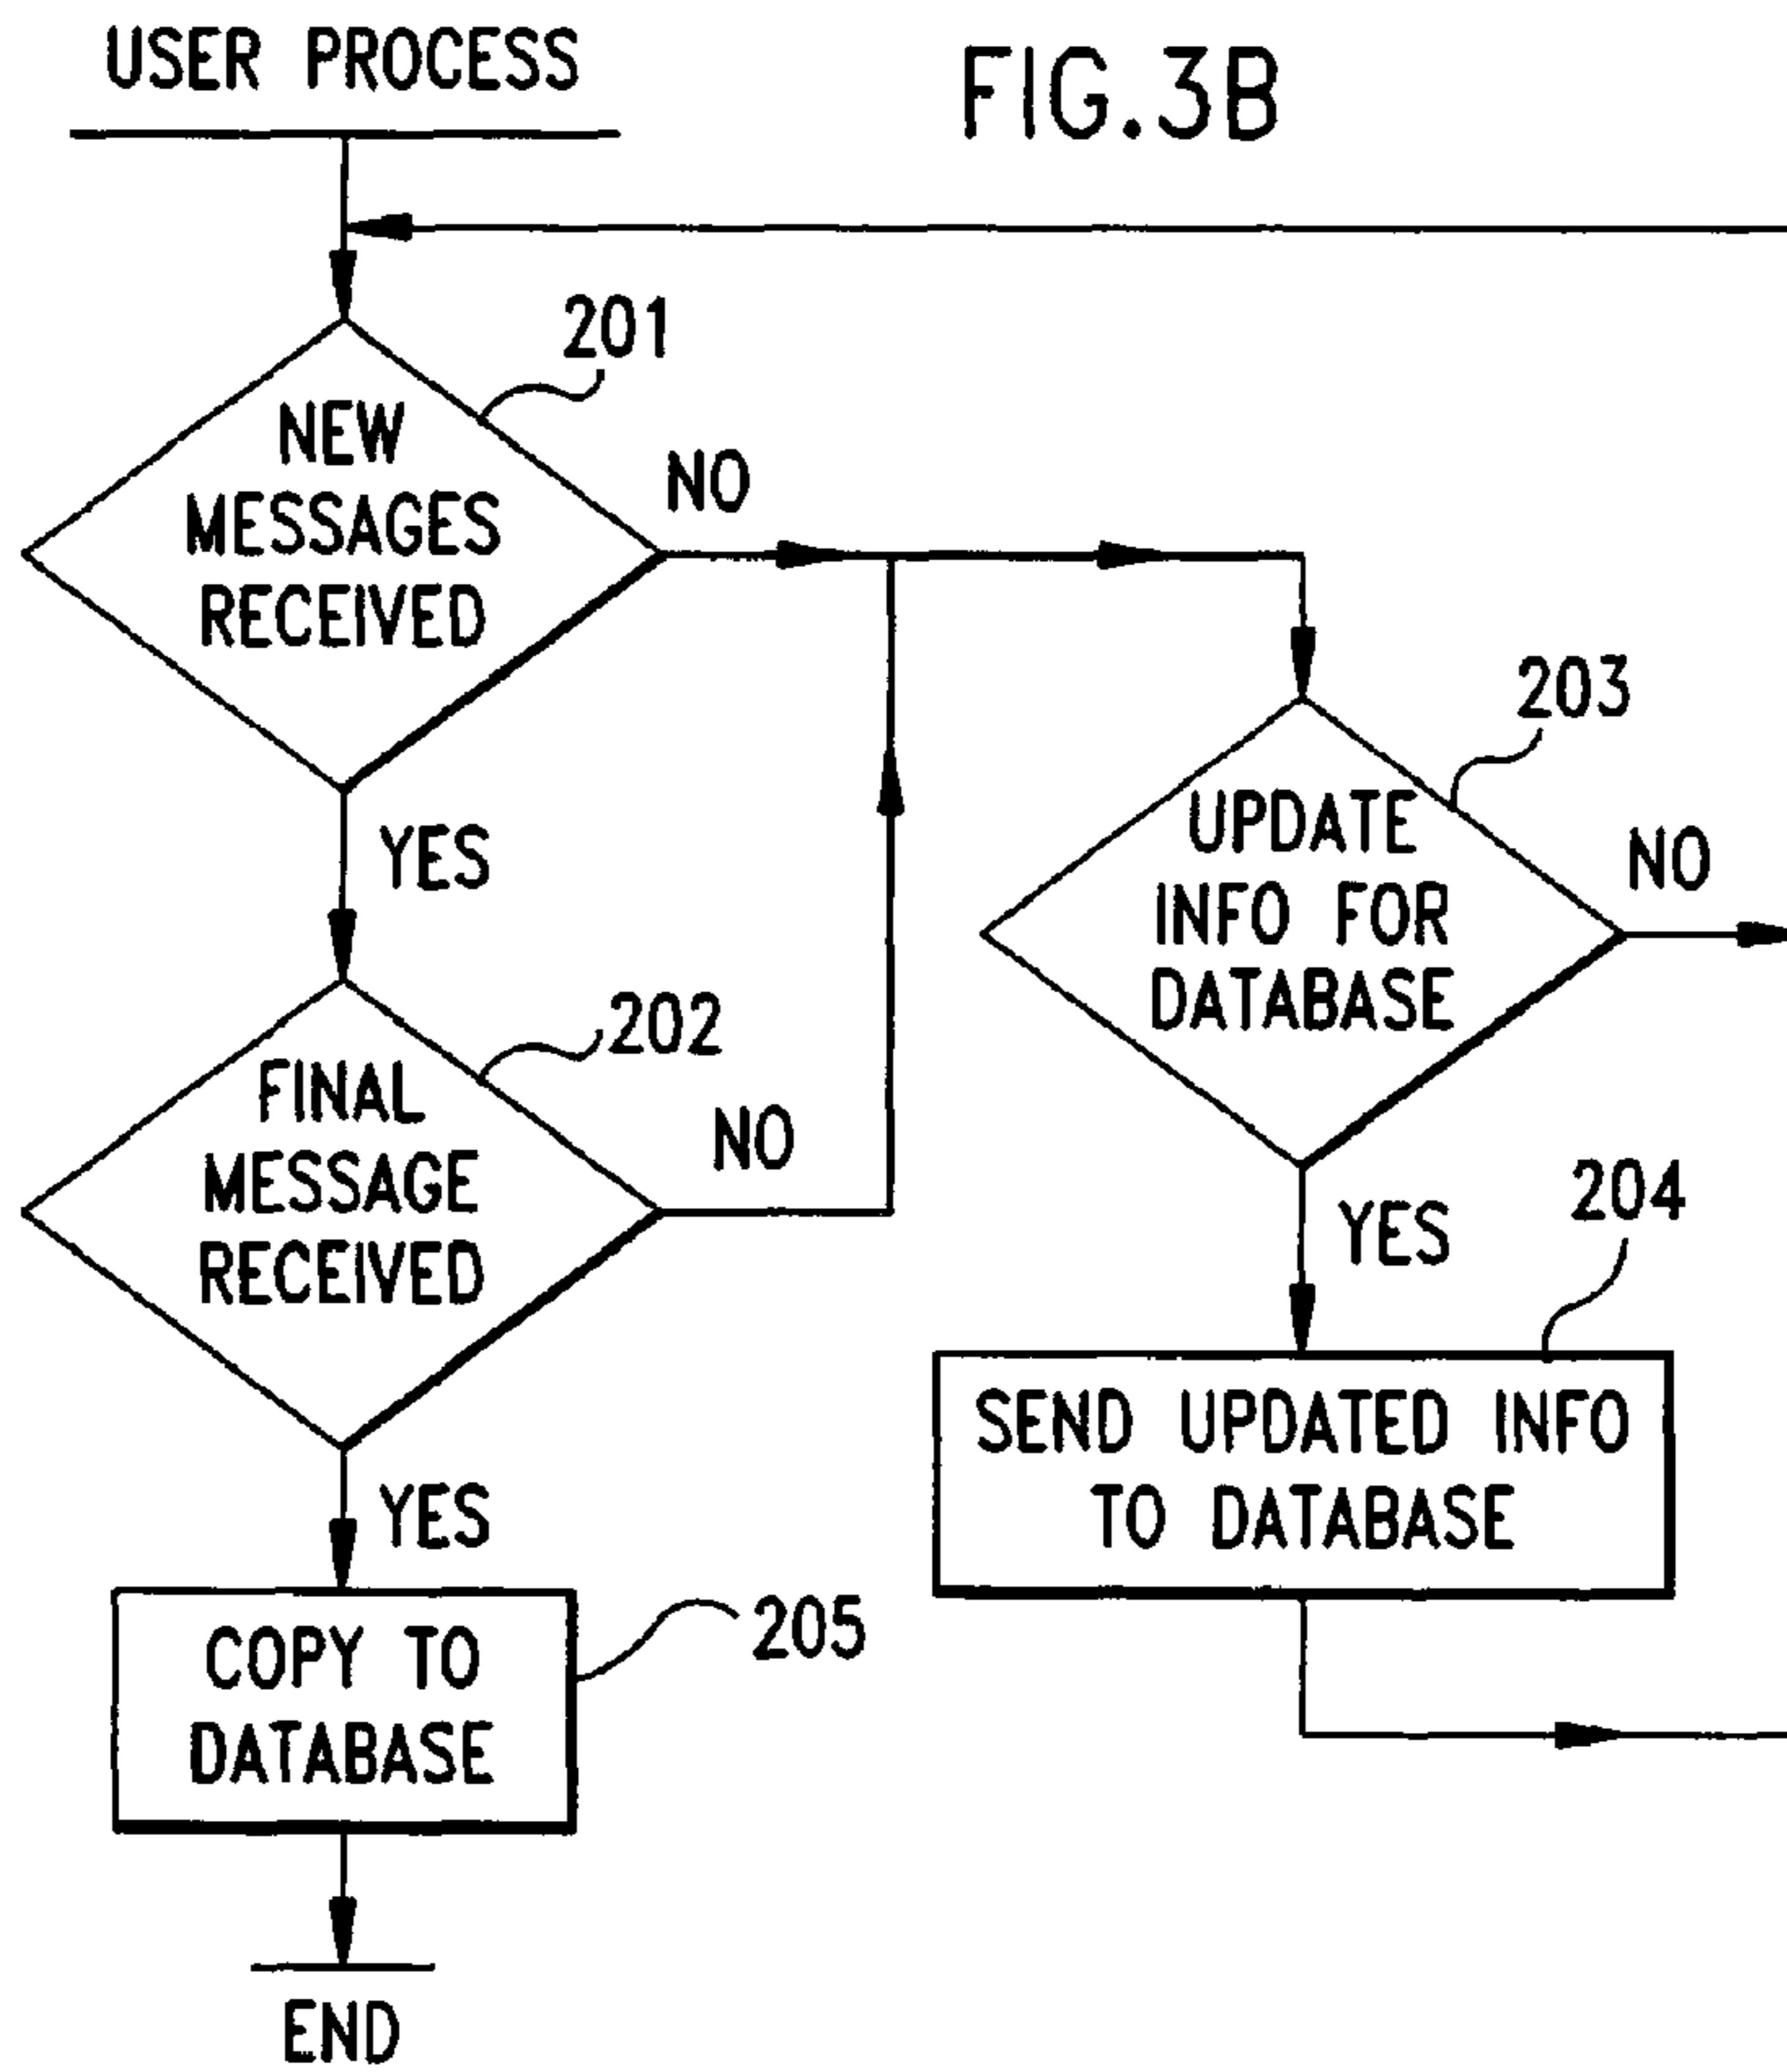 USER PROCESS
FIG.3B
201
NEW
MESSAGES
RECEIVED
NO
YES
203
UPDATE
INFO FOR
DATABASE
NO
YES
202
FINAL
MESSAGE
RECEIVED
NO
YES
204
SEND UPDATED INFO
TO DATABASE
205
COPY TO
DATABASE
END